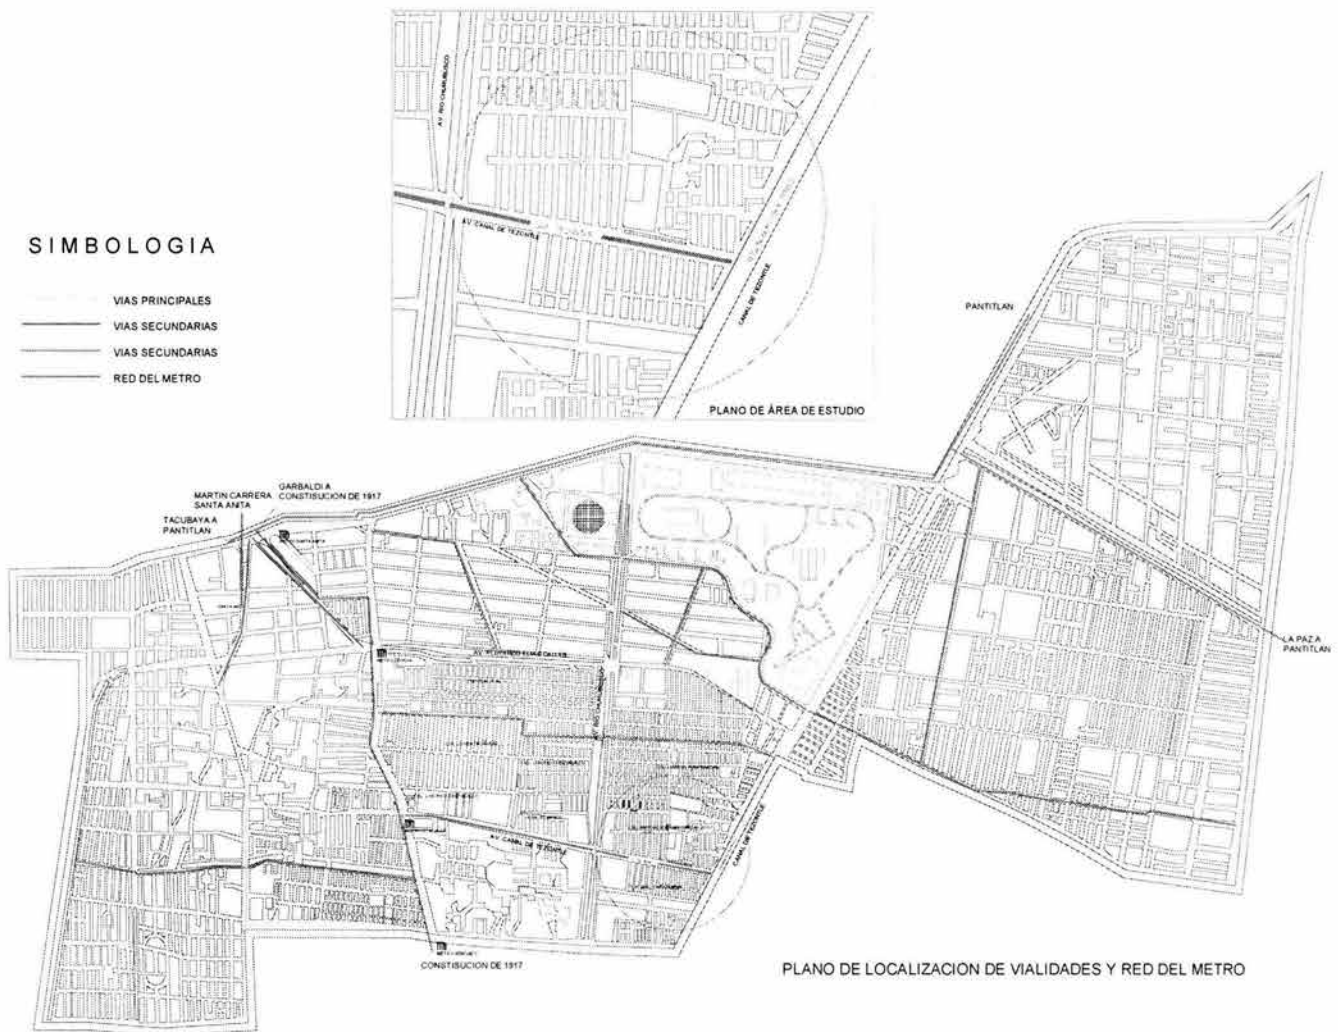 AV. RIO CHURUBUSCO
AV. CANAL DE TEZONTLE
CANAL DE TEZONTLE
PLANO DE ÁREA DE ESTUDIO
SIMBOLOGIA
VIAS PRINCIPALES
VIAS SECUNDARIAS
VIAS SECUNDARIAS
RED DEL METRO
PANTITLAN
GARBALDI A
CONSTISUCION DE 1917
MARTIN CARRERA
SANTA ANITA
TACUBAYA A
PANTITLAN
LA PAZ A
PANTITLAN
AV. RIO CHURUBUSCO
AV. CANAL DE TEZONTLE
CANAL DE TEZONTLE
CONSTISUCION DE 1917
PLANO DE LOCALIZACION DE VIALIDADES Y RED DEL METRO